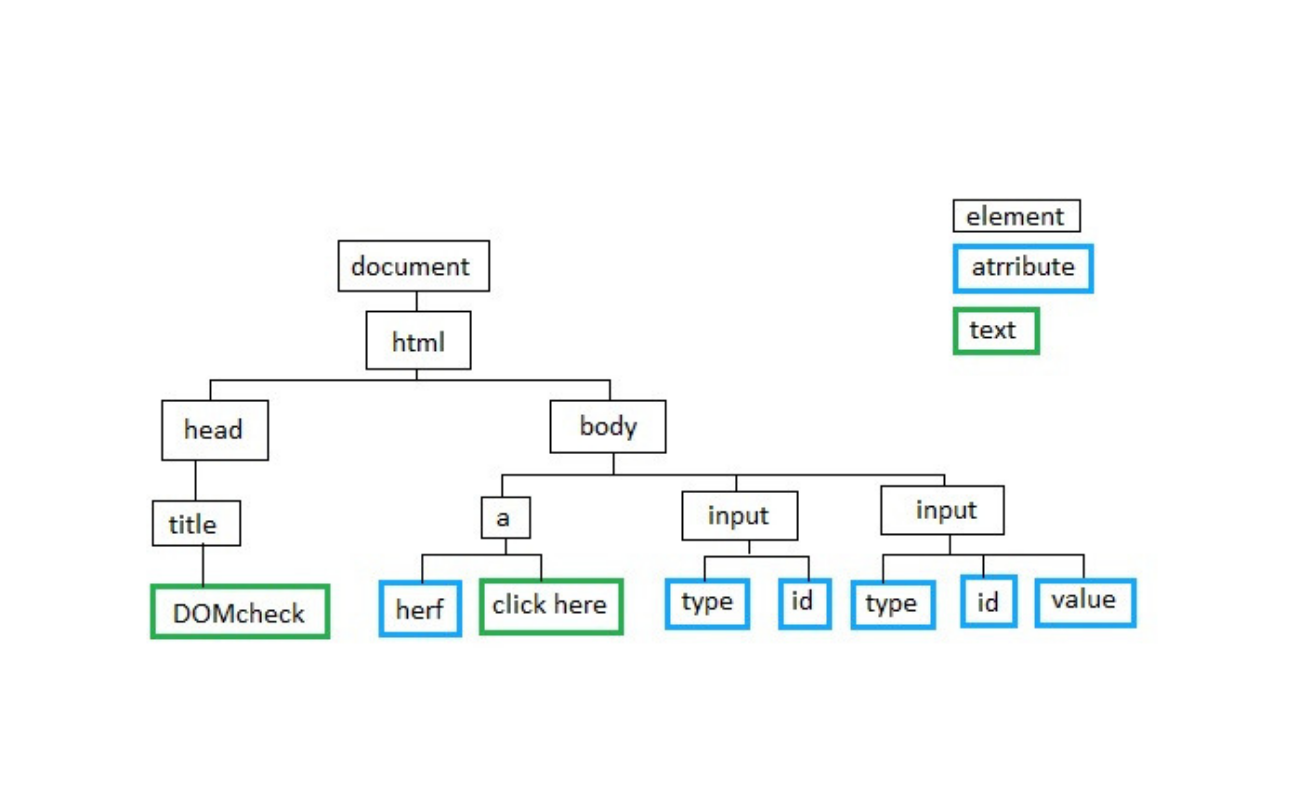 element
atrribute
text
document
html
head
body
title
a
input
input
DOMcheck
herf
click here
type
id
type
id
value